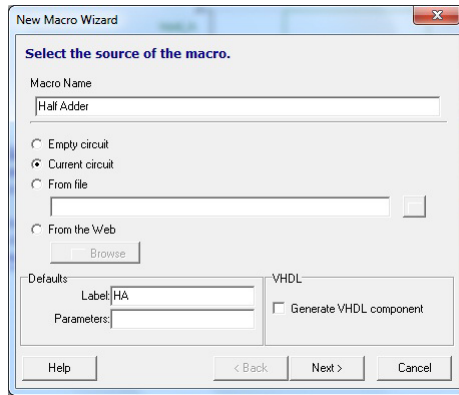 New Macro Wizard
Select the source of the macro.
Macro Name
Half Adder
Empty circuit
Current circuit
From file
From the Web
Browse
Defaults
Label: HA
Parameters:
VHDL
Generate VHDL component
Help
< Back
Next >
Cancel